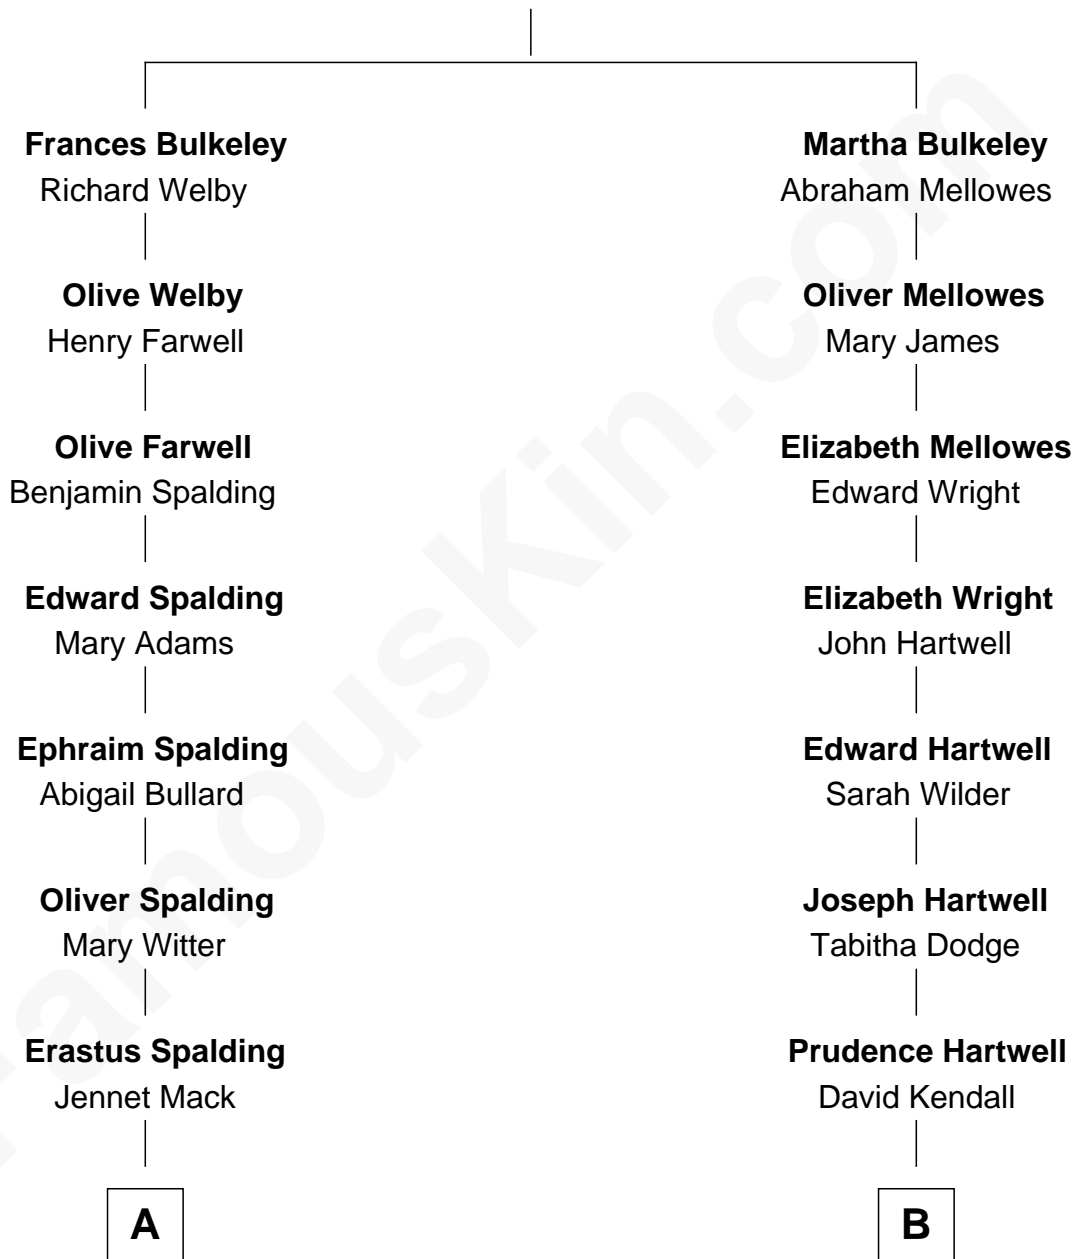 Frances Bulkeley
Richard Welby
Olive Welby
Henry Farwell
Olive Farwell
Benjamin Spalding
Edward Spalding
Mary Adams
Ephraim Spalding
Abigail Bullard
Oliver Spalding
Mary Witter
Erastus Spalding
Jennet Mack
A
Martha Bulkeley
Abraham Mellowes
Oliver Mellowes
Mary James
Elizabeth Mellowes
Edward Wright
Elizabeth Wright
John Hartwell
Edward Hartwell
Sarah Wilder
Joseph Hartwell
Tabitha Dodge
Prudence Hartwell
David Kendall
B
FamousKin.com